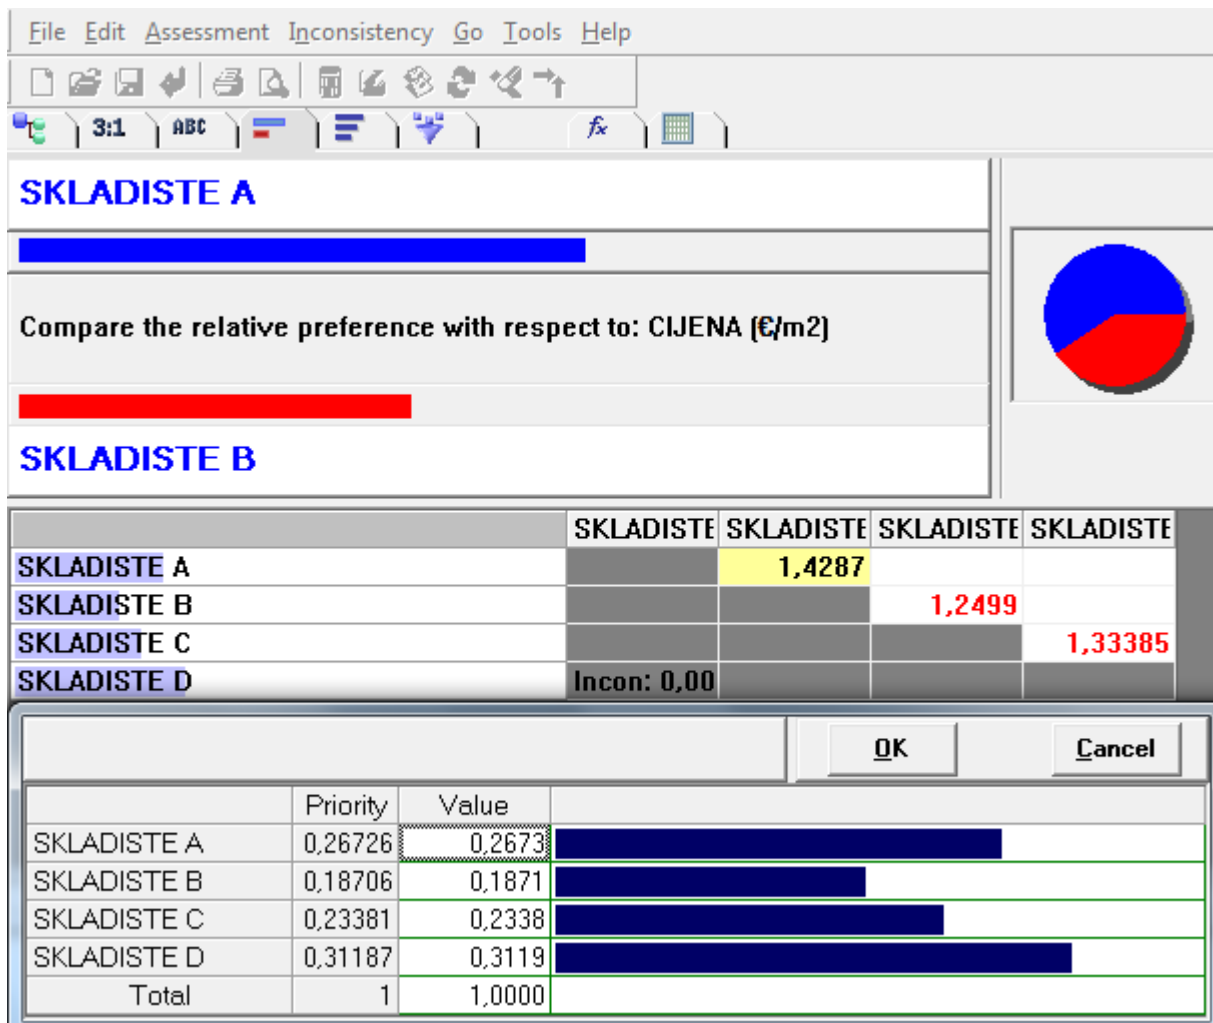 File Edit Assessment Inconsistency Go Tools Help
3:1 ABC fx
SKLADISTE A
Compare the relative preference with respect to: CIJENA (€/m2)
SKLADISTE B
SKLADISTE SKLADISTE SKLADISTE SKLADISTE
SKLADISTE A 1,4287
SKLADISTE B 1,2499
SKLADISTE C 1,33385
SKLADISTE D Incon: 0,00
OK Cancel
Priority Value
SKLADISTE A 0,26726 0,2673
SKLADISTE B 0,18706 0,1871
SKLADISTE C 0,23381 0,2338
SKLADISTE D 0,31187 0,3119
Total 1 1,0000